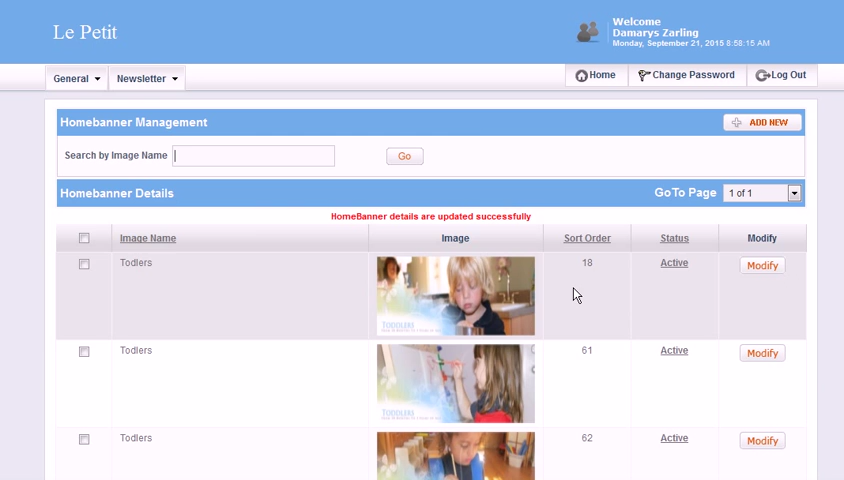 Le Petit
Welcome
Damarys Zarling
Monday, September 21, 2015 8:58:15 AM
General Newsletter Home Change Password Log Out
Homebanner Management ADD NEW
Search by Image Name Go
Homebanner Details GoTo Page 1 of 1
HomeBanner details are updated successfully
Image Name Image Sort Order Status Modify
Todlers 18 Active Modify
TODDLERS
Todlers 61 Active Modify
TODDLERS
Todlers 62 Active Modify